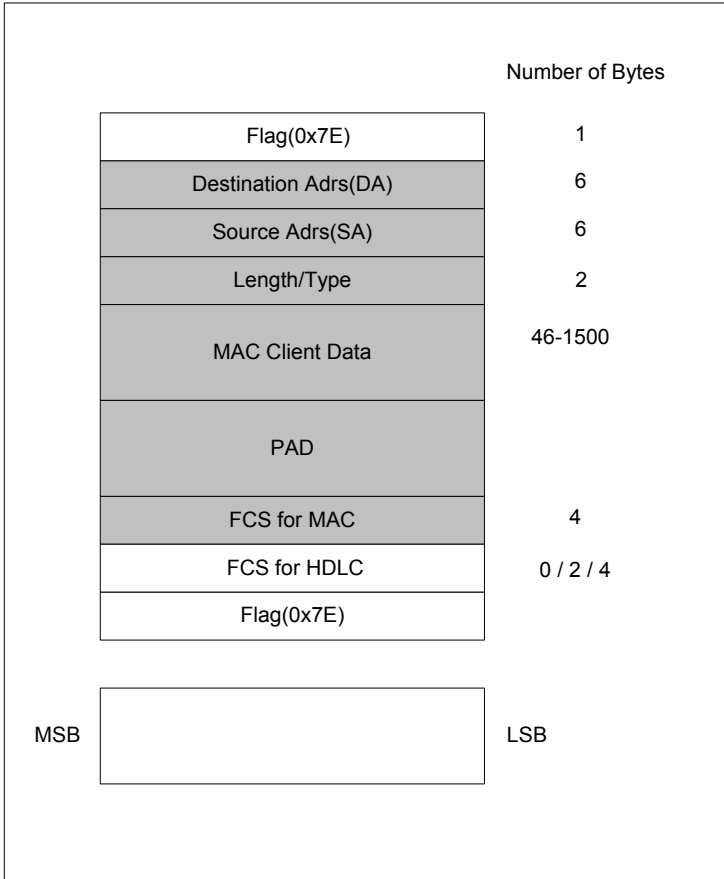 Number of Bytes
Flag(0x7E) 1
Destination Adrs(DA) 6
Source Adrs(SA) 6
Length/Type 2
MAC Client Data 46-1500
PAD
FCS for MAC 4
FCS for HDLC 0 / 2 / 4
Flag(0x7E)
MSB LSB